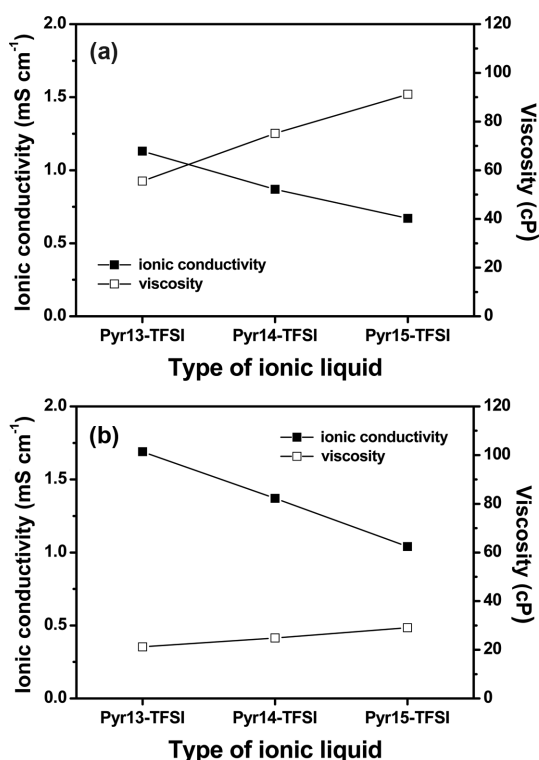 (a)
Ionic conductivity (mS cm⁻¹)
2.0
1.5
1.0
0.5
0.0
120
100
80
60
40
20
0
Viscosity (cP)
ionic conductivity
viscosity
Pyr13-TFSI Pyr14-TFSI Pyr15-TFSI
Type of ionic liquid
(b)
Ionic conductivity (mS cm⁻¹)
2.0
1.5
1.0
0.5
0.0
120
100
80
60
40
20
0
Viscosity (cP)
ionic conductivity
viscosity
Pyr13-TFSI Pyr14-TFSI Pyr15-TFSI
Type of ionic liquid